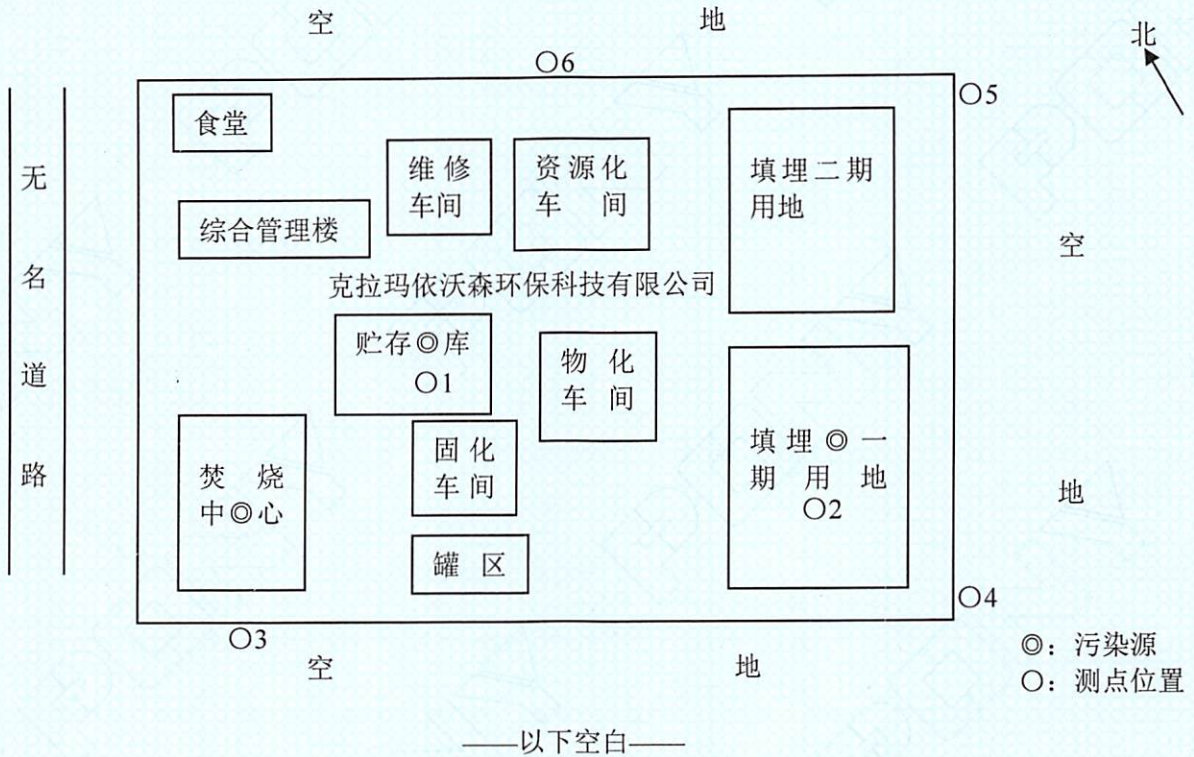 空 地
北
○6
○5
食堂
无名道路
维修
车间
资源化
车 间
填埋二期
用地
综合管理楼
空
地
克拉玛依沃森环保科技有限公司
贮存◎库
○1
物 化
车 间
固化
车间
填埋◎一
期用地
○2
焚 烧
中◎心
罐 区
○4
○3
空 地
◎：污染源
○：测点位置
——以下空白——